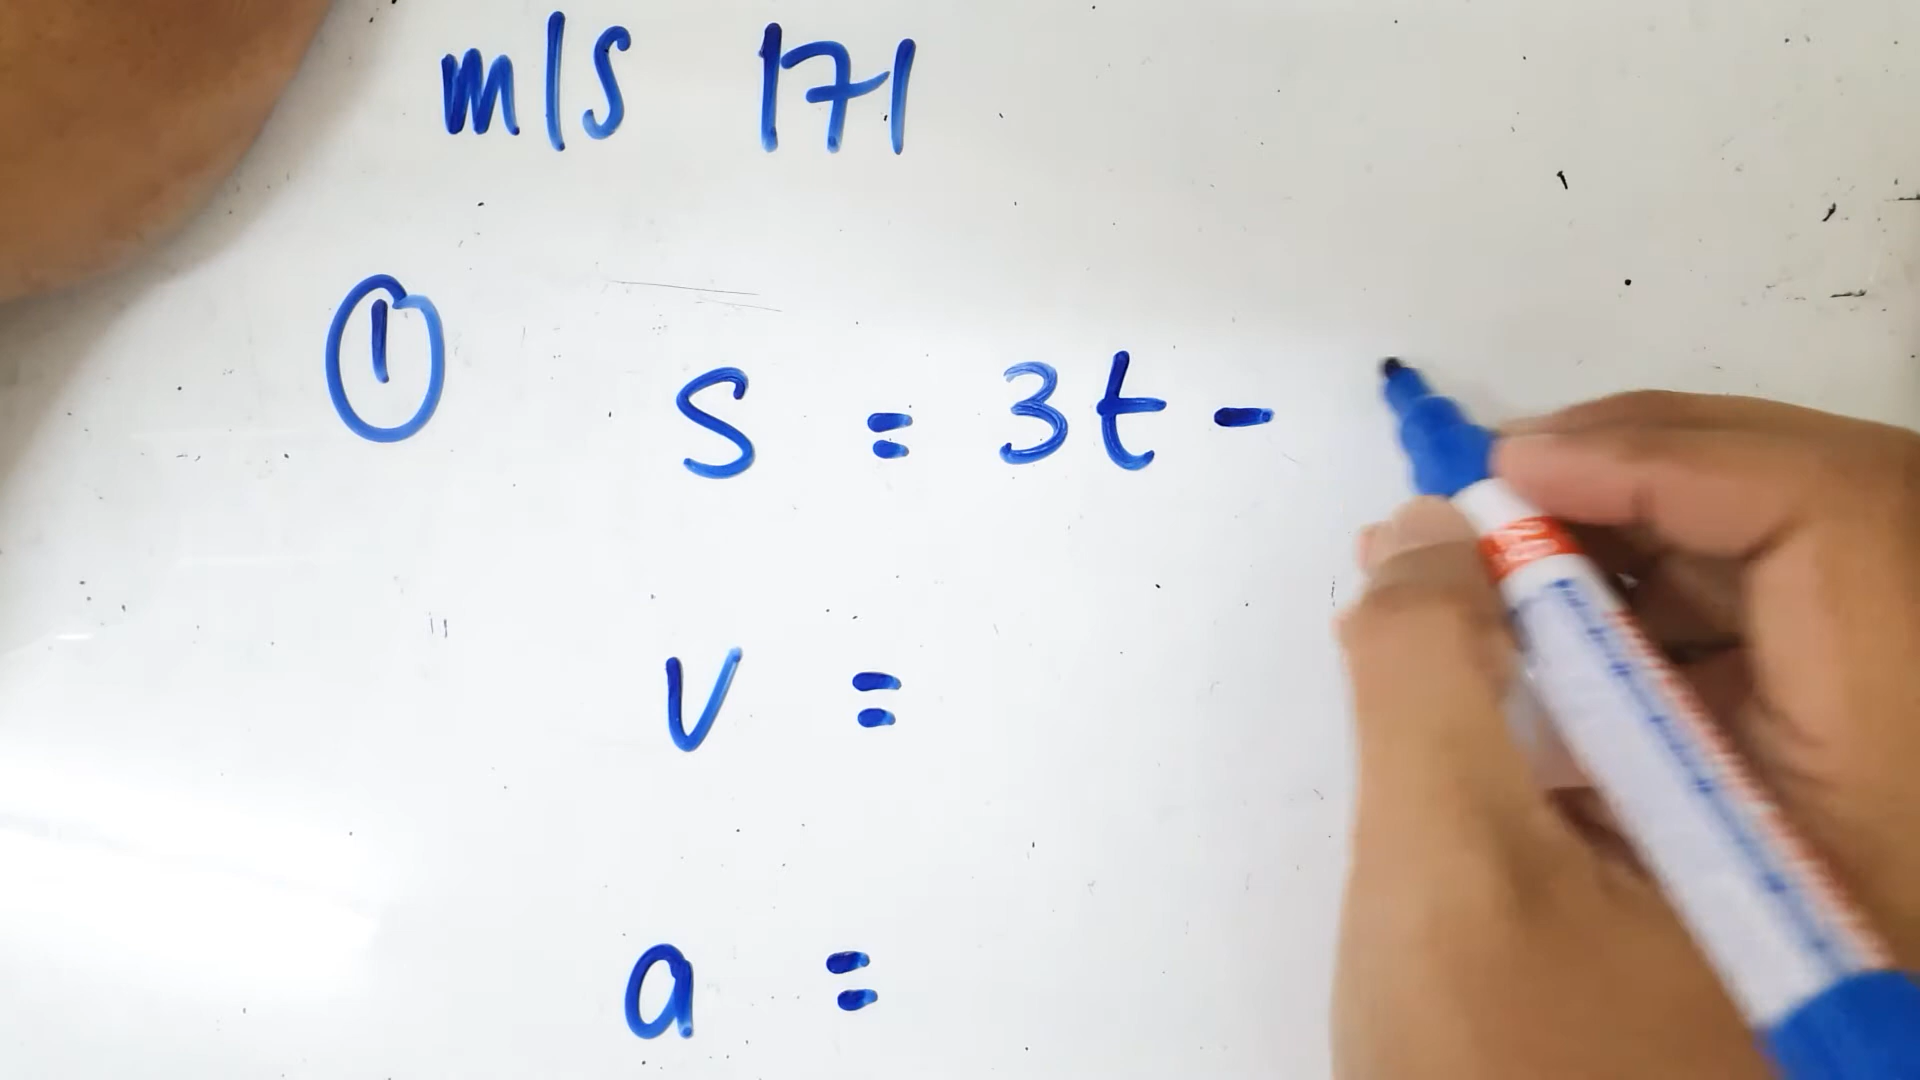 m/s 171
① s = 3t -
v =
a =